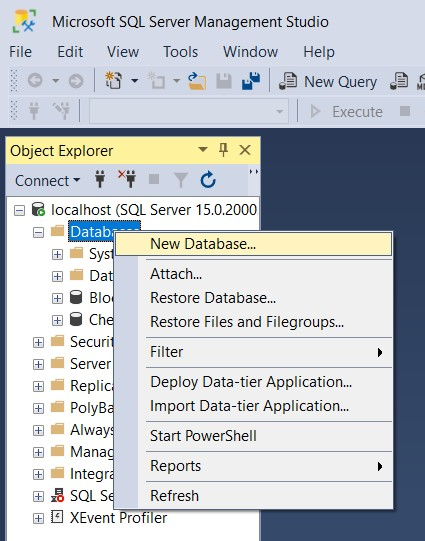 Microsoft SQL Server Management Studio
File Edit View Tools Window Help
New Query
Execute
Object Explorer
Connect
localhost (SQL Server 15.0.2000
Databases
New Database...
Attach...
Restore Database...
Restore Files and Filegroups...
Filter
Deploy Data-tier Application...
Import Data-tier Application...
Start PowerShell
Reports
Refresh
Syst
Dat
Blo
Che
Securit
Server
Replica
PolyBa
Always
Manag
Integra
SQL Se
XEvent Profiler